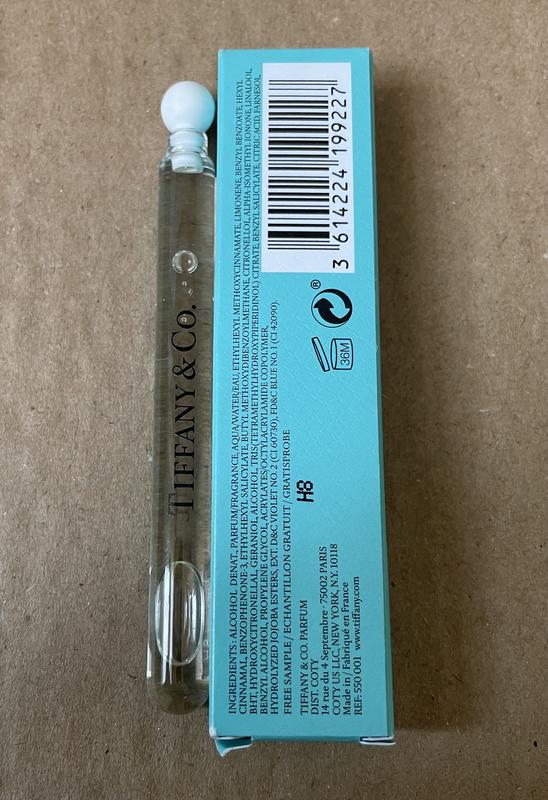 TIFFANY & CO.
INGREDIENTS : ALCOHOL DENAT., PARFUM/FRAGRANCE, AQUA/WATER/EAU, ETHYLHEXYL METHOXYCINNAMATE, LIMONENE, BENZYL BENZOATE, HEXYL
CINNAMAL, BENZOPHENONE-3, ETHYLHEXYL SALICYLATE, BUTYL METHOXYDIBENZOYLMETHANE, CITRONELLOL, ALPHA-ISOMETHYL IONONE, LINALOOL,
BHT, HYDROXYCITRONELLAL, GERANIOL, ALCOHOL, TRIS(TETRAMETHYLHYDROXYPIPERIDINOL) CITRATE, BENZYL SALICYLATE, CITRIC ACID, FARNESOL,
BENZYL ALCOHOL, PROPYLENE GLYCOL, ACRYLATES/OCTYLACRYLAMIDE COPOLYMER,
HYDROLYZED JOJOBA ESTERS, EXT. D&C VIOLET NO. 2 (CI 60730), FD&C BLUE NO. 1 (CI 42090).
FREE SAMPLE / ECHANTILLON GRATUIT / GRATISPROBE
H8
TIFFANY & CO. PARFUM
DIST. COTY
14 rue du 4 Septembre - 75002 PARIS
COTY US LLC, NEW YORK, N.Y. 10118
Made in / Fabriqué en France
REF: 550 001 www.tiffany.com
36M
®
3 614224 199227